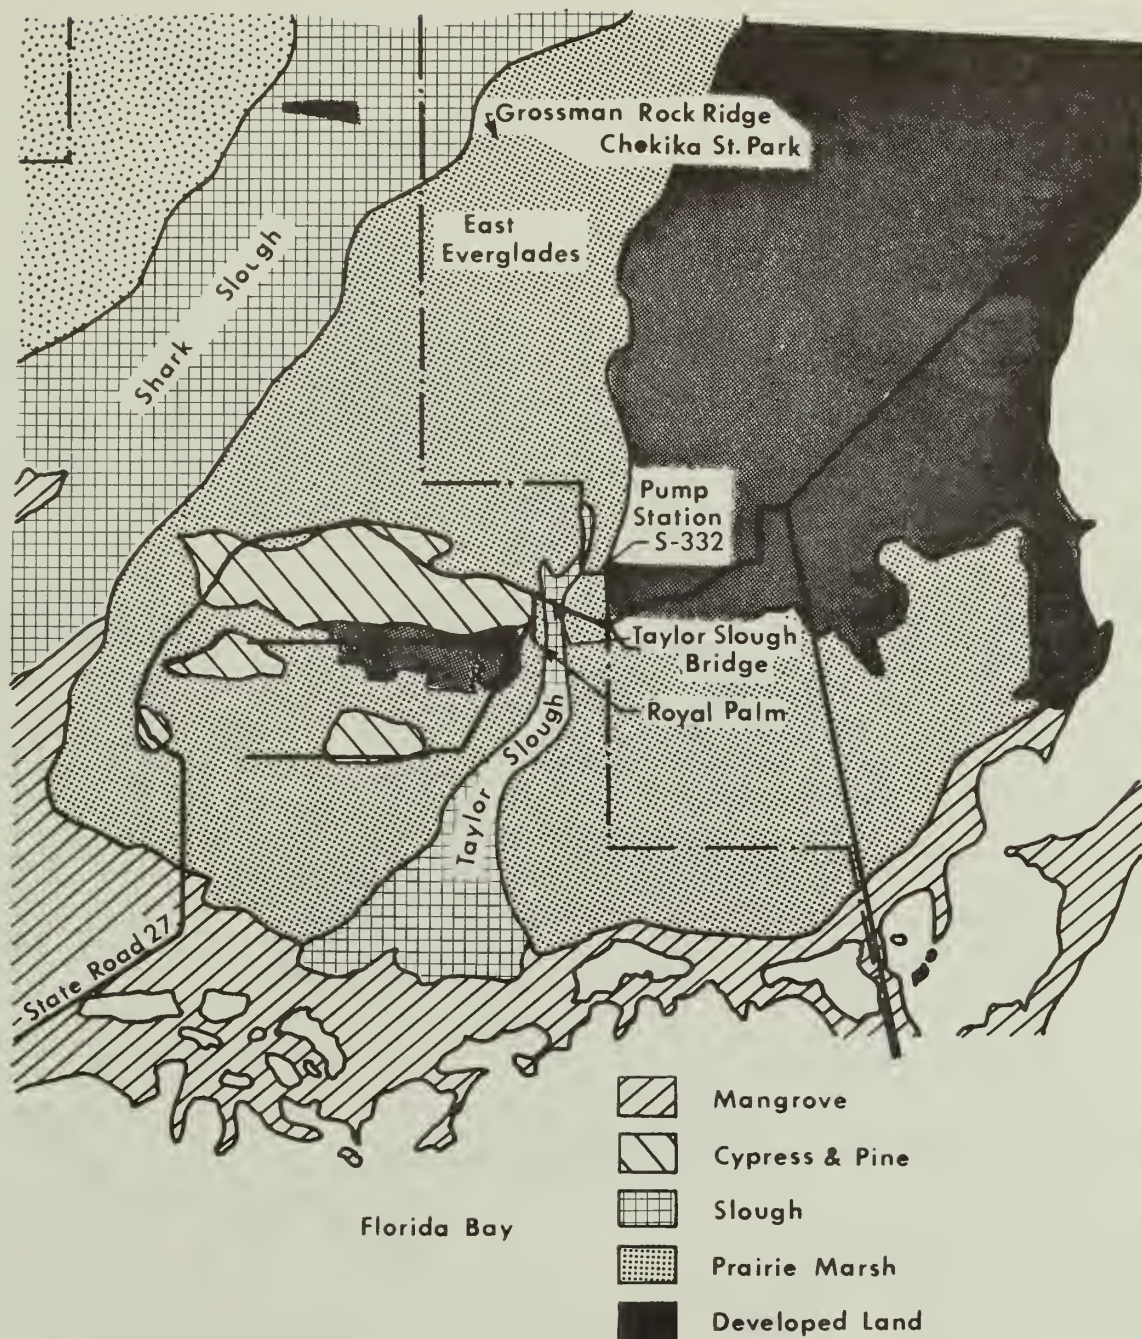 Grossman Rock Ridge
Chekika St. Park
East
Everglades
Shark Slough
Pump
Station
S-332
Taylor Slough
Bridge
Royal Palm
Taylor Slough
State Road 27
Mangrove
Cypress & Pine
Florida Bay
Slough
Prairie Marsh
Developed Land